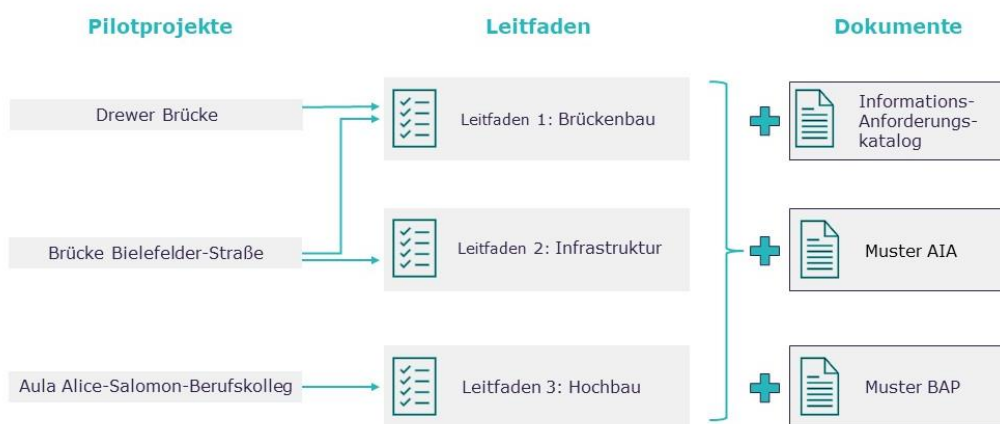 Pilotprojekte
Leitfaden
Dokumente
Drewer Brücke
Leitfaden 1: Brückenbau
Informations-
Anforderungs-
katalog
Brücke Bielefelder-Straße
Leitfaden 2: Infrastruktur
Muster AIA
Aula Alice-Salomon-Berufskolleg
Leitfaden 3: Hochbau
Muster BAP